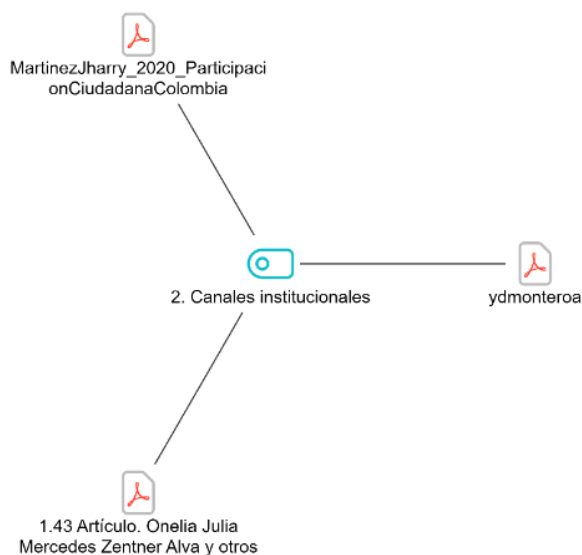 MartinezJharry_2020_Participaci
onCiudadanaColombia
2. Canales institucionales
ydmonteroa
1.43 Artículo. Onelia Julia
Mercedes Zentner Alva y otros